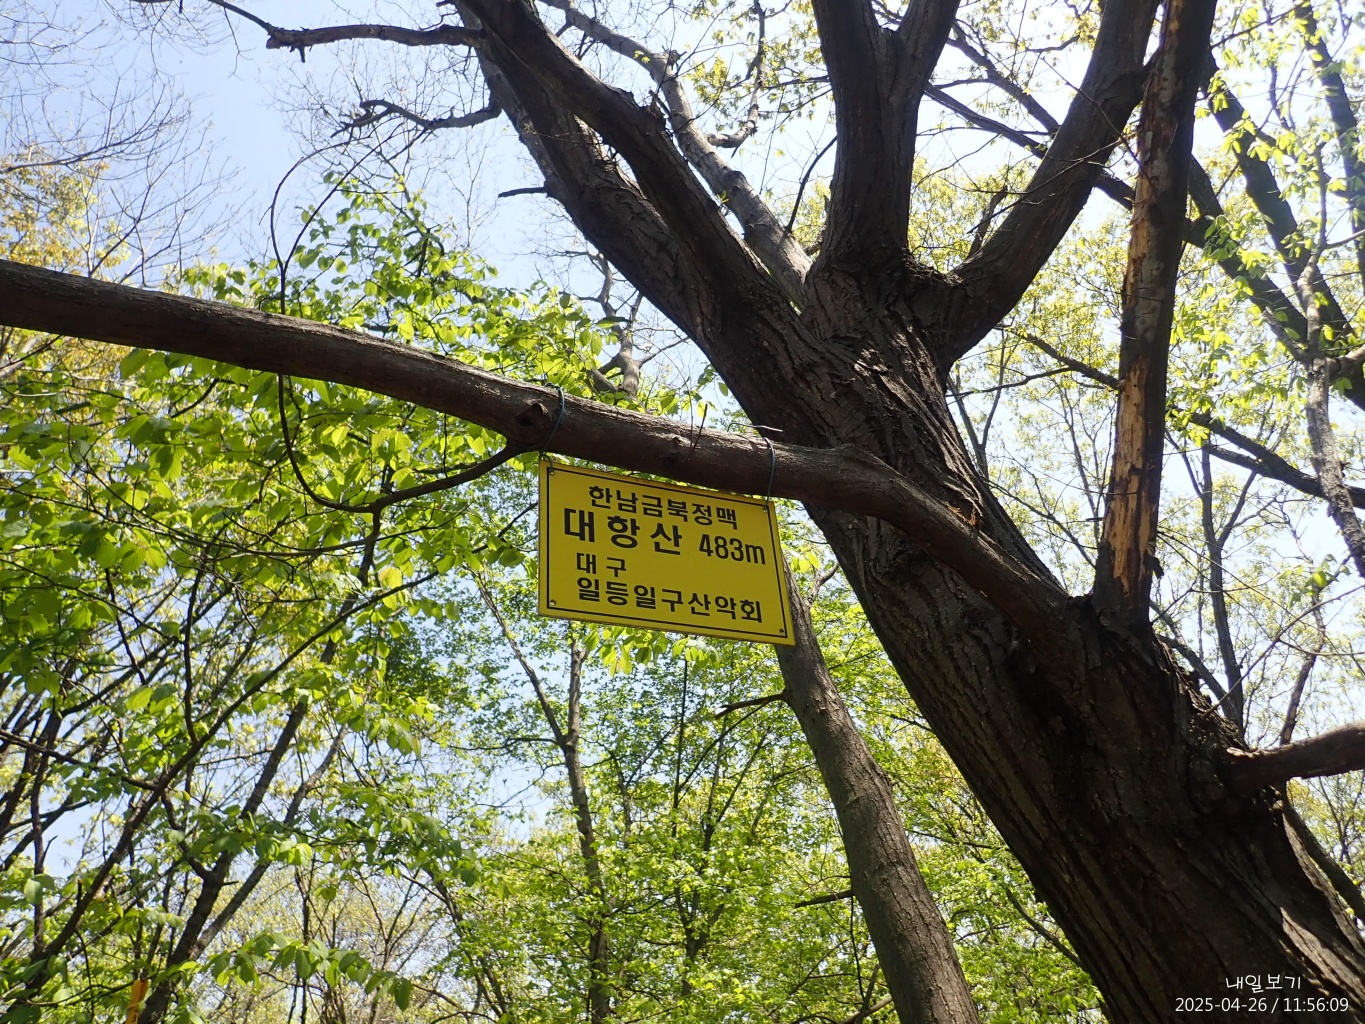 한남금북정맥
대항산 483m
대구
일등일구산악회
내일보기
2025-04-26 / 11:56:09